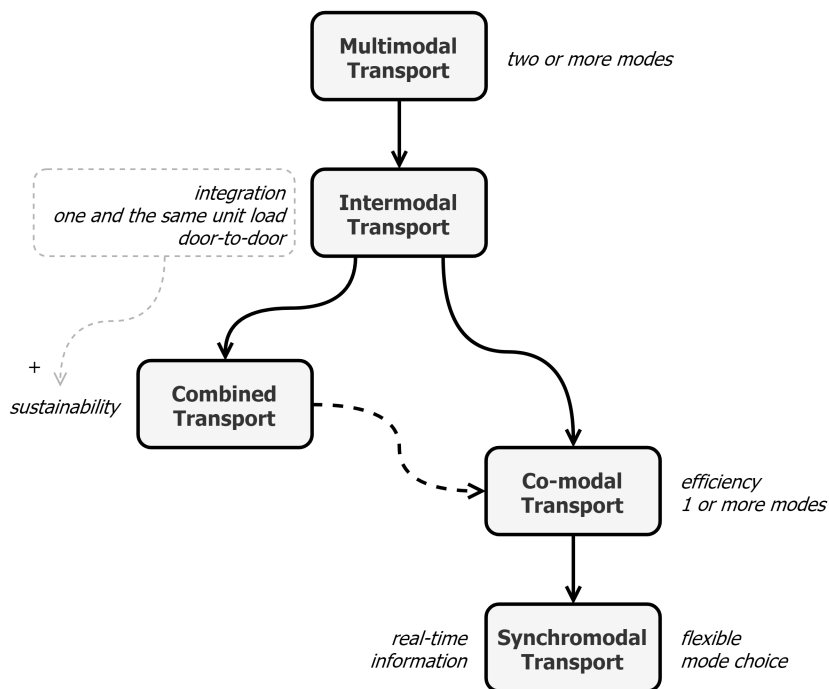 Multimodal
Transport
two or more modes
integration
one and the same unit load
door-to-door
Intermodal
Transport
+
sustainability
Combined
Transport
Co-modal
Transport
efficiency
1 or more modes
real-time
information
Synchromodal
Transport
flexible
mode choice